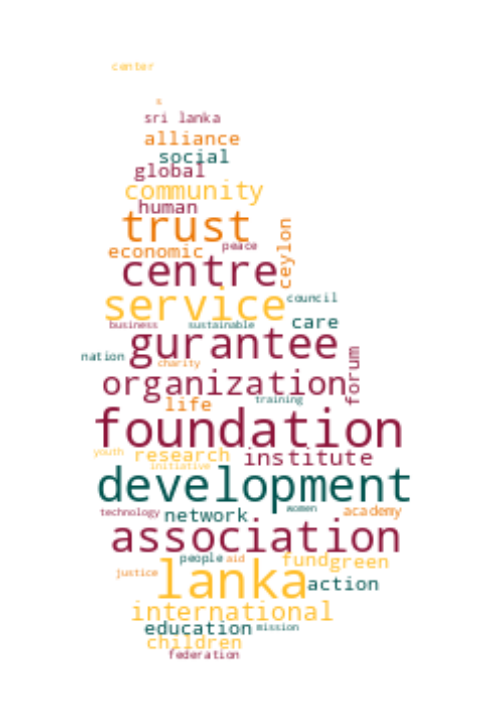 center
s
sri lanka
alliance
social
global
community
human
trust
peace
economic
ceylon
centre
service
council
business sustainable care
gurantee
nation
charity
forum
organization
life training
foundation
youth research institute
initiative
development
technology network women academy
association
people aid fund green
justice lanka action
international
education mission
children
federation